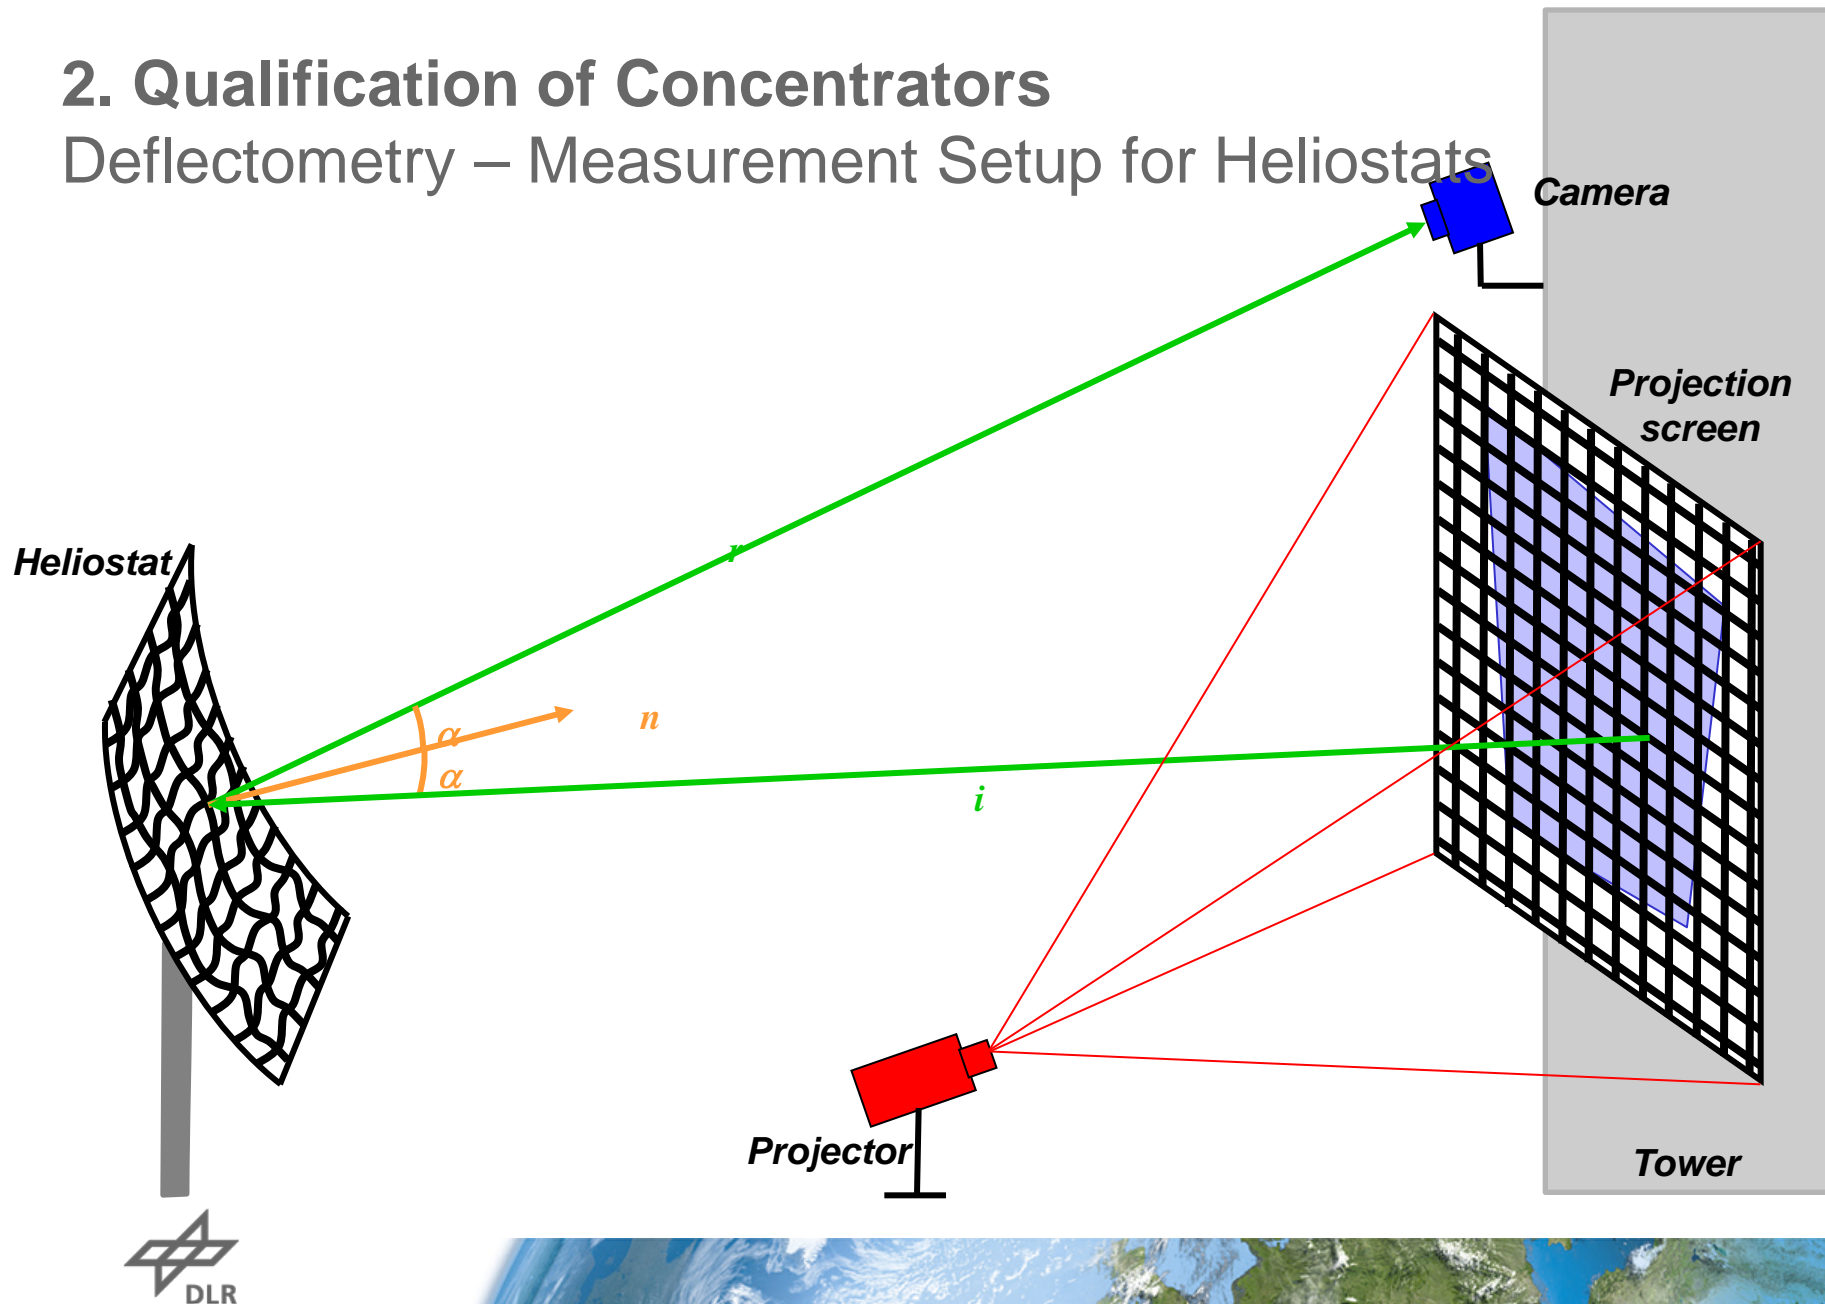 2. Qualification of Concentrators
Deflectometry – Measurement Setup for Heliostats
Camera
Projection
screen
Heliostat
r
n
α
α
i
Projector
Tower
DLR